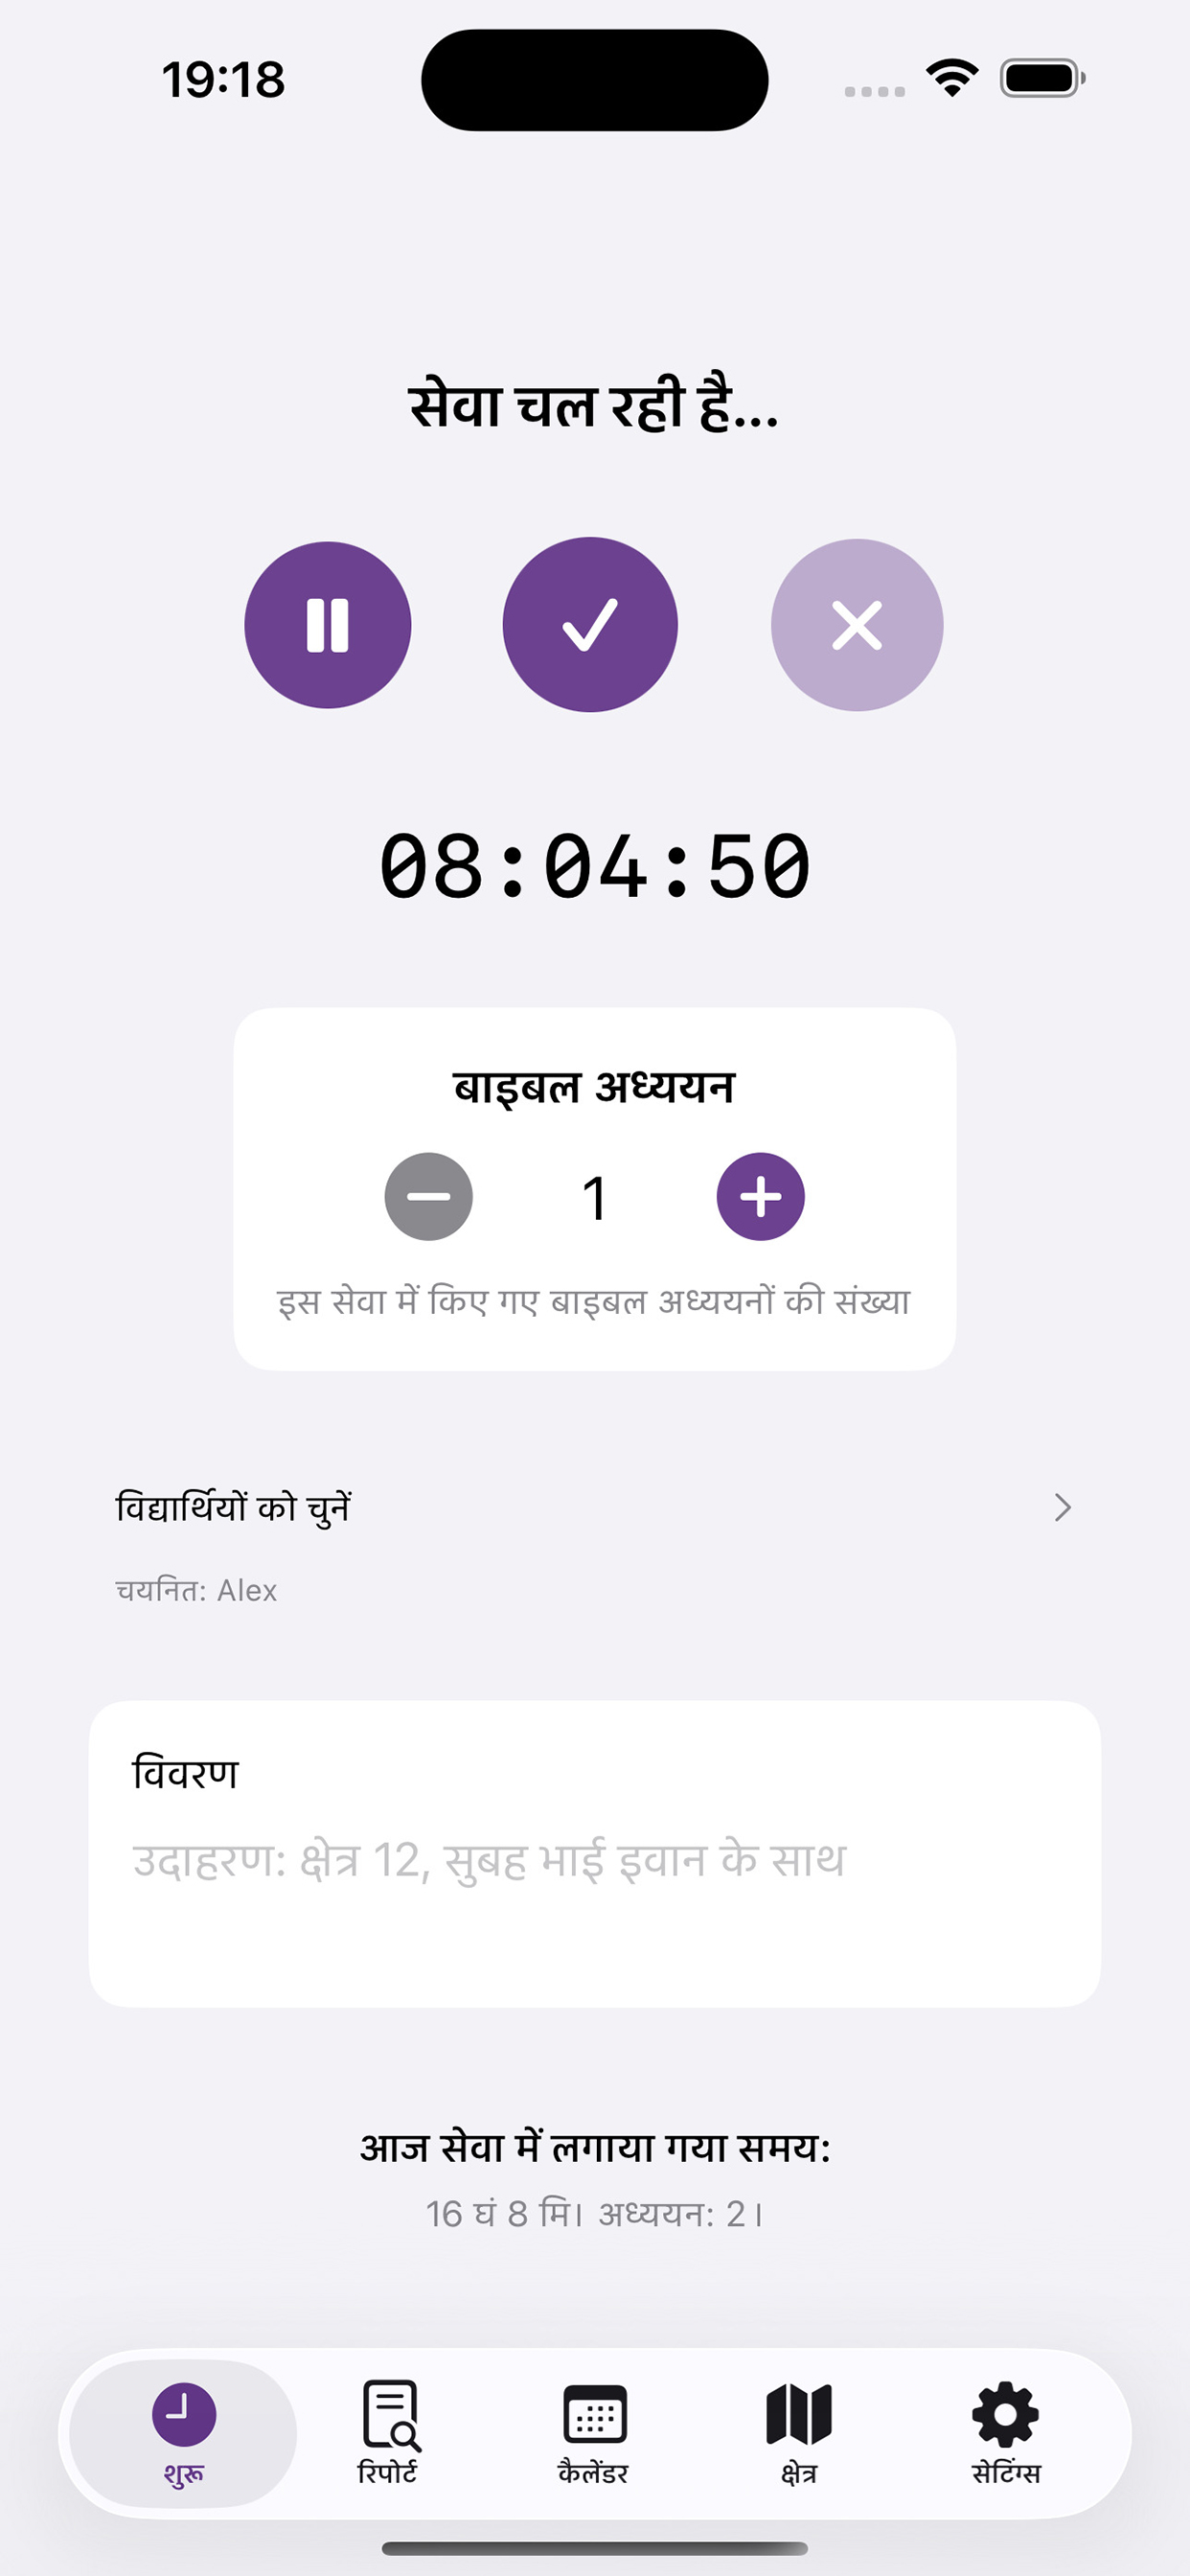 19:18
सेवा चल रही है...
08:04:50
बाइबल अध्ययन
1
इस सेवा में किए गए बाइबल अध्ययनों की संख्या
विद्यार्थियों को चुनें
चयनित: Alex
विवरण
उदाहरण: क्षेत्र 12, सुबह भाई इवान के साथ
आज सेवा में लगाया गया समय:
16 घं 8 मि। अध्ययन: 2।
शुरू रिपोर्ट कैलेंडर क्षेत्र सेटिंग्स